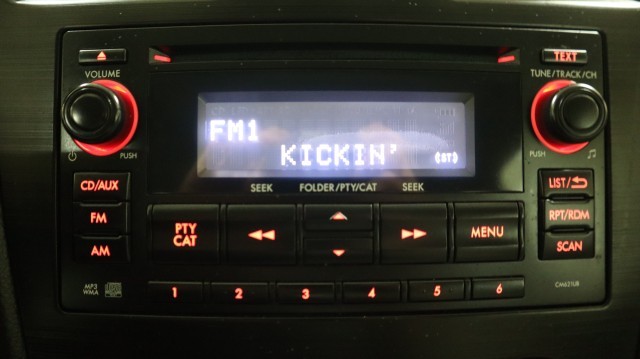 TEXT
VOLUME
TUNE/TRACK/CH
FM1
KICKIN'
(ST)
PUSH
PUSH
SEEK FOLDER/PTY/CAT SEEK
CD/AUX
LIST/
FM
PTY
CAT
MENU
RPT/RDM
AM
SCAN
MP3
WMA
1 2 3 4 5 6
CM621UB